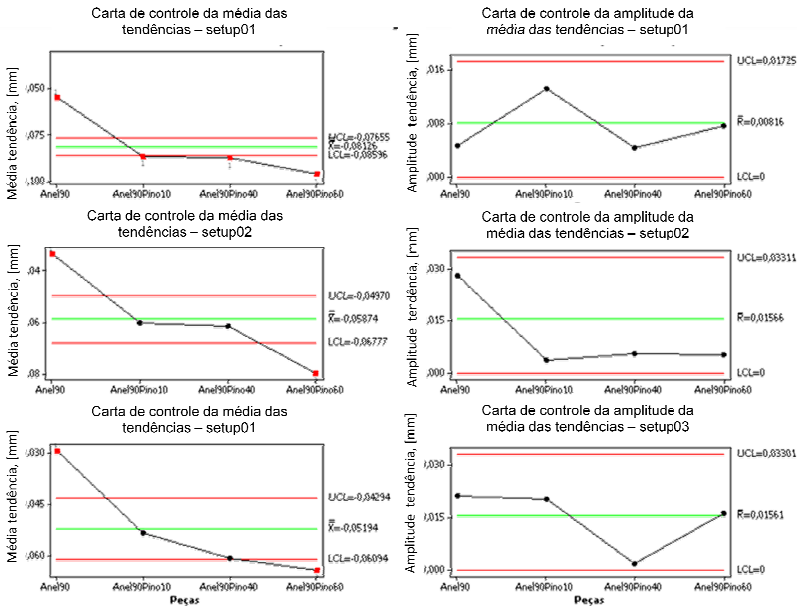 Carta de controle da média das
tendências – setup01
Média tendência, [mm]
,050
,075
,100
UCL=-0,07655
X=-0,08126
LCL=-0,08596
Anel90
Anel90Pino10
Anel90Pino40
Anel90Pino60
Carta de controle da amplitude da
média das tendências – setup01
Amplitude tendência, [mm]
,016
,008
,000
UCL=0,01725
R=0,00816
LCL=0
Anel90
Anel90Pino10
Anel90Pino40
Anel90Pino60
Carta de controle da média das
tendências – setup02
Média tendência, [mm]
,04
,06
,08
UCL=-0,04970
X=-0,05874
LCL=-0,06777
Anel90
Anel90Pino10
Anel90Pino40
Anel90Pino60
Carta de controle da amplitude da
média das tendências – setup02
Amplitude tendência, [mm]
,030
,015
,000
UCL=0,03311
R=0,01566
LCL=0
Anel90
Anel90Pino10
Anel90Pino40
Anel90Pino60
Carta de controle da média das
tendências – setup01
Média tendência, [mm]
,030
,045
,060
UCL=-0,04294
X=-0,05194
LCL=-0,06094
Anel90
Anel90Pino10
Anel90Pino40
Anel90Pino60
Peças
Carta de controle da amplitude da
média das tendências – setup03
Amplitude tendência, [mm]
,030
,015
,000
UCL=0,03301
R=0,01561
LCL=0
Anel90
Anel90Pino10
Anel90Pino40
Anel90Pino60
Peças